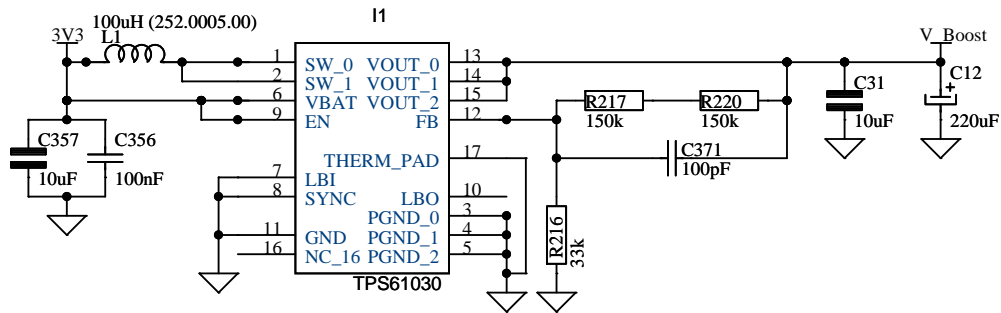 I1
100uH (252.0005.00)
3V3
L1
V_Boost
1
2
6
9
7
8
11
16
SW_0
SW_1
VBAT
EN
LBI
SYNC
GND
NC_16
VOUT_0
VOUT_1
VOUT_2
FB
THERM_PAD
LBO
PGND_0
PGND_1
PGND_2
13
14
15
12
17
10
3
4
5
TPS61030
C357
10uF
C356
100nF
R217
150k
R220
150k
C371
100pF
R216
33k
C31
10uF
C12
+
220uF